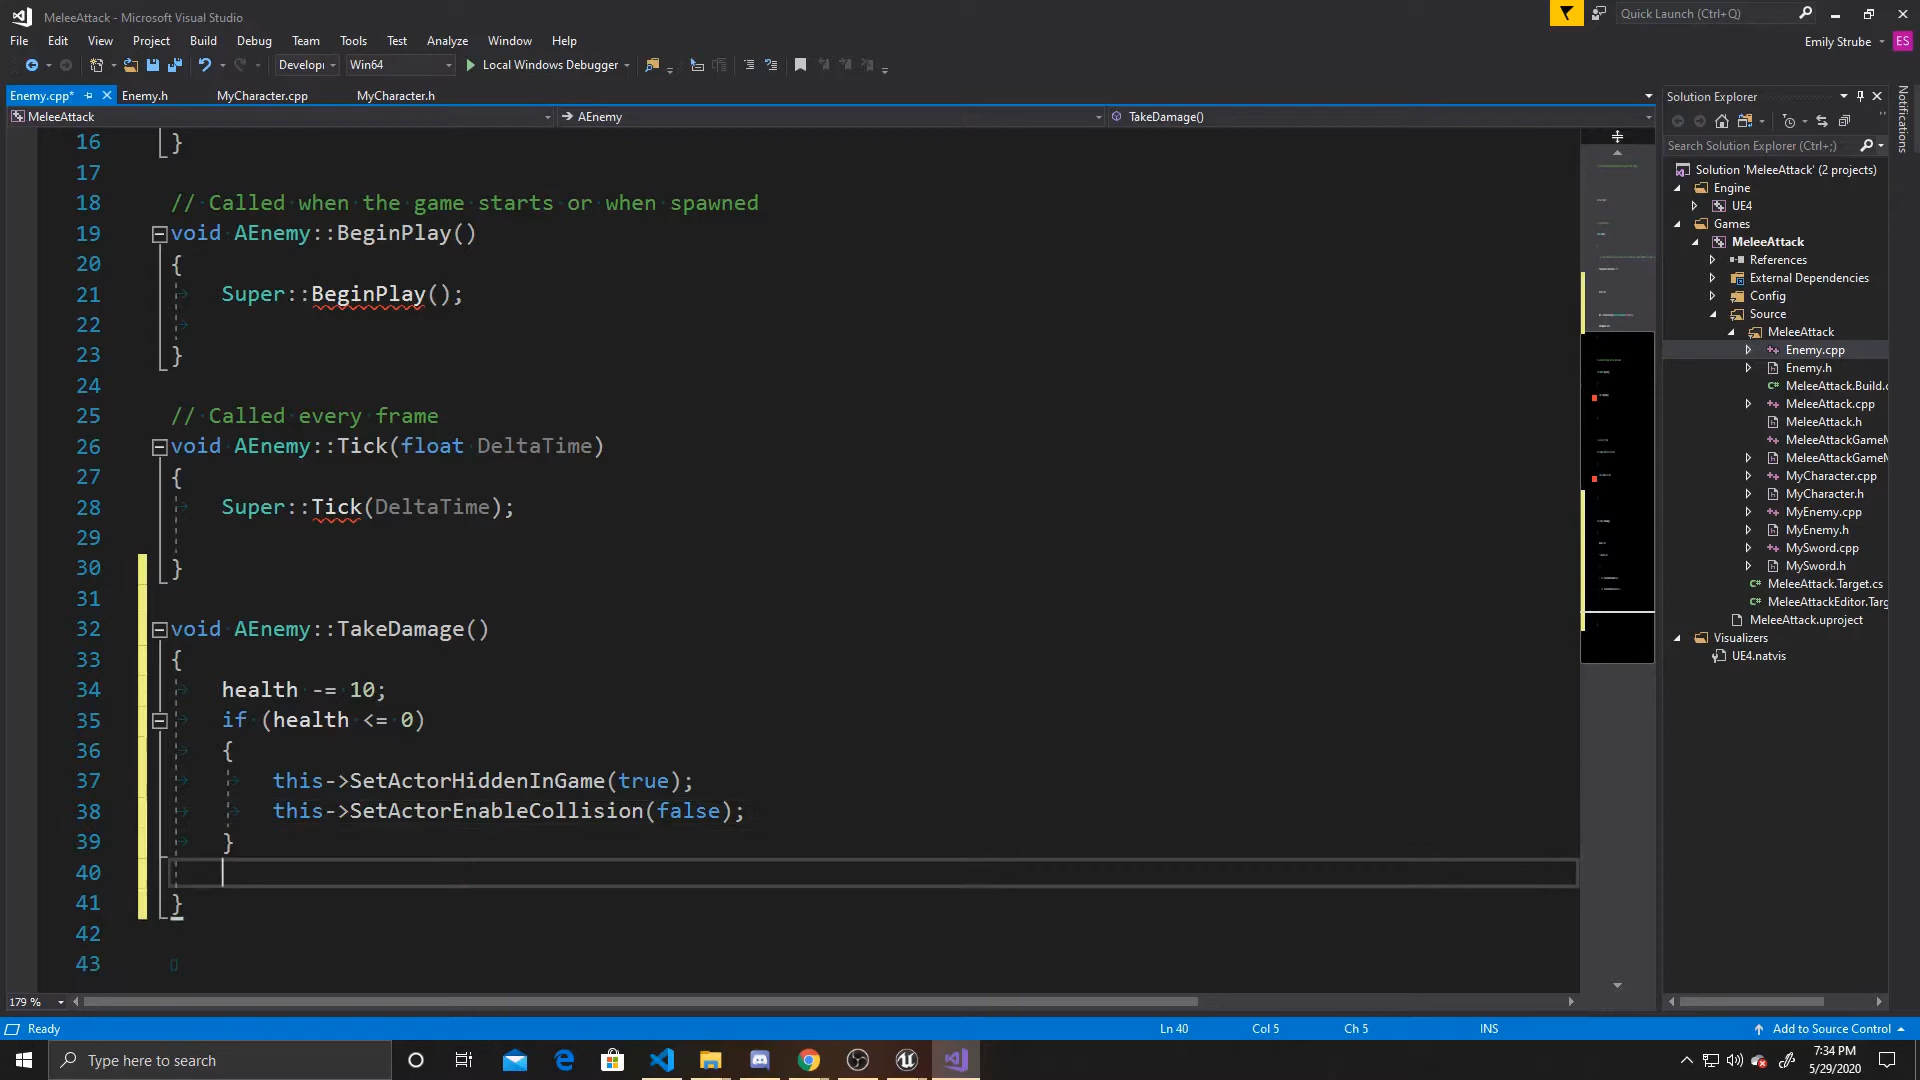 MeleeAttack - Microsoft Visual Studio
Quick Launch (Ctrl+Q)
File Edit View Project Build Debug Team Tools Test Analyze Window Help
Emily Strube ES
Develop Win64 Local Windows Debugger
Enemy.cpp* Enemy.h MyCharacter.cpp MyCharacter.h
MeleeAttack AEnemy TakeDamage()
16 }
17
18 // Called when the game starts or when spawned
19 void AEnemy::BeginPlay()
20 {
21 Super::BeginPlay();
22
23 }
24
25 // Called every frame
26 void AEnemy::Tick(float DeltaTime)
27 {
28 Super::Tick(DeltaTime);
29
30 }
31
32 void AEnemy::TakeDamage()
33 {
34 health -= 10;
35 if (health <= 0)
36 {
37 this->SetActorHiddenInGame(true);
38 this->SetActorEnableCollision(false);
39 }
40
41 }
42
43
179 %
Solution Explorer
Search Solution Explorer (Ctrl+;)
Solution 'MeleeAttack' (2 projects)
Engine
UE4
Games
MeleeAttack
References
External Dependencies
Config
Source
MeleeAttack
Enemy.cpp
Enemy.h
MeleeAttack.Build.c
MeleeAttack.cpp
MeleeAttack.h
MeleeAttackGameM
MeleeAttackGameM
MyCharacter.cpp
MyCharacter.h
MyEnemy.cpp
MyEnemy.h
MySword.cpp
MySword.h
MeleeAttack.Target.cs
MeleeAttackEditor.Targ
MeleeAttack.uproject
Visualizers
UE4.natvis
Notifications
Ready Ln 40 Col 5 Ch 5 INS Add to Source Control
Type here to search
7:34 PM
5/29/2020